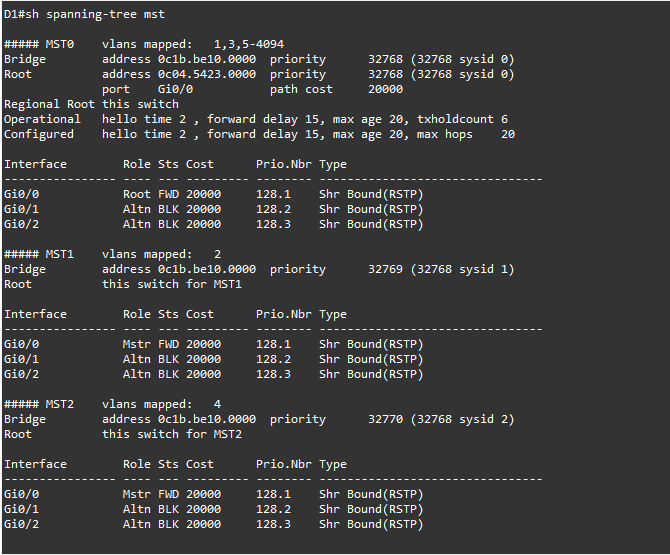 D1#sh spanning-tree mst
##### MST0    vlans mapped:   1,3,5-4094
Bridge        address 0c1b.be10.0000  priority      32768 (32768 sysid 0)
Root          address 0c04.5423.0000  priority      32768 (32768 sysid 0)
              port    Gi0/0           path cost     20000
Regional Root this switch
Operational   hello time 2 , forward delay 15, max age 20, txholdcount 6
Configured    hello time 2 , forward delay 15, max age 20, max hops    20
Interface        Role Sts Cost      Prio.Nbr Type
---------------- ---- --- --------- -------- --------------------------------
Gi0/0            Root FWD 20000     128.1    Shr Bound(RSTP)
Gi0/1            Altn BLK 20000     128.2    Shr Bound(RSTP)
Gi0/2            Altn BLK 20000     128.3    Shr Bound(RSTP)
##### MST1    vlans mapped:   2
Bridge        address 0c1b.be10.0000  priority      32769 (32768 sysid 1)
Root          this switch for MST1
Interface        Role Sts Cost      Prio.Nbr Type
---------------- ---- --- --------- -------- --------------------------------
Gi0/0            Mstr FWD 20000     128.1    Shr Bound(RSTP)
Gi0/1            Altn BLK 20000     128.2    Shr Bound(RSTP)
Gi0/2            Altn BLK 20000     128.3    Shr Bound(RSTP)
##### MST2    vlans mapped:   4
Bridge        address 0c1b.be10.0000  priority      32770 (32768 sysid 2)
Root          this switch for MST2
Interface        Role Sts Cost      Prio.Nbr Type
---------------- ---- --- --------- -------- --------------------------------
Gi0/0            Mstr FWD 20000     128.1    Shr Bound(RSTP)
Gi0/1            Altn BLK 20000     128.2    Shr Bound(RSTP)
Gi0/2            Altn BLK 20000     128.3    Shr Bound(RSTP)